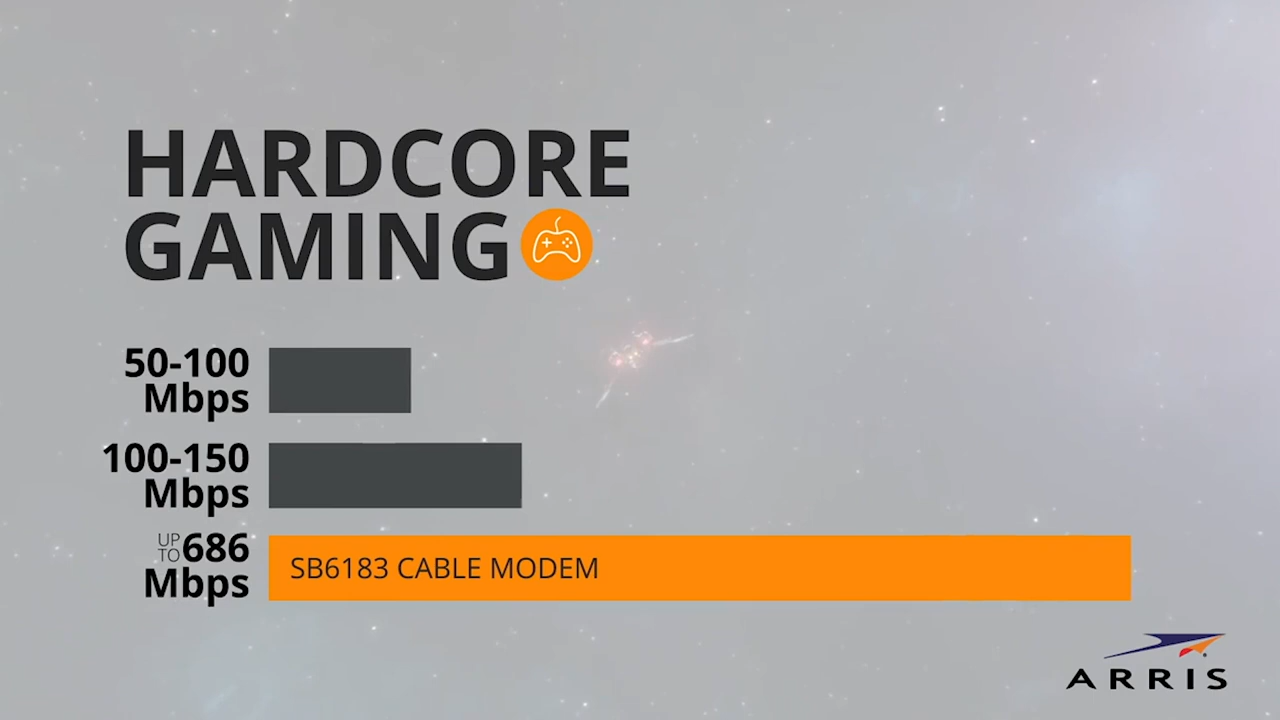 HARDCORE
GAMING
50-100
Mbps
100-150
Mbps
UP TO 686
Mbps
SB6183 CABLE MODEM
ARRIS